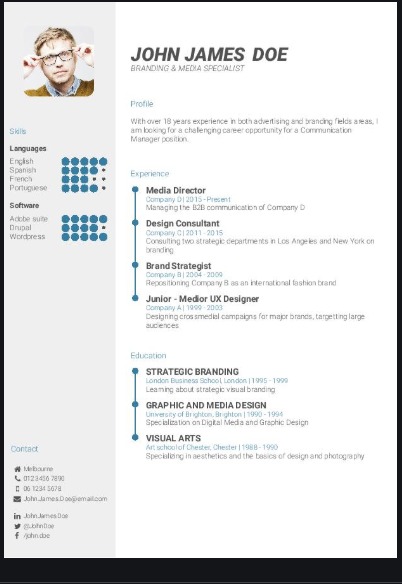 JOHN JAMES DOE
BRANDING & MEDIA SPECIALIST
Profile
With over 18 years experience in both advertising and branding fields areas, I
am looking for a challenging career opportunity for a Communication
Manager position.
Experience
Media Director
Company D | 2015 - Present
Managing the B2B communication of Company D
Design Consultant
Company C | 2011 - 2015
Consulting two strategic departments in Los Angeles and New York on
branding
Brand Strategist
Company B | 2004 - 2009
Repositioning Company B as an international fashion brand
Junior - Medior UX Designer
Company A | 1999 - 2003
Designing crossmedial campaigns for major brands, targetting large
audiences
Education
STRATEGIC BRANDING
London Business School, London | 1995 - 1999
Learning about strategic visual branding
GRAPHIC AND MEDIA DESIGN
University of Brighton, Brighton | 1990 - 1994
Specialization on Digital Media and Graphic Design
VISUAL ARTS
Art school of Chester, Chester | 1988 - 1990
Specializing in aesthetics and the basics of design and photography
Skills
Languages
English
Spanish
French
Portuguese
Software
Adobe suite
Drupal
Wordpress
Contact
Melbourne
012 3456 7890
06 1234 5678
John.James.Doe@email.com
JohnJamesDoe
@JohnDoe
/john.doe